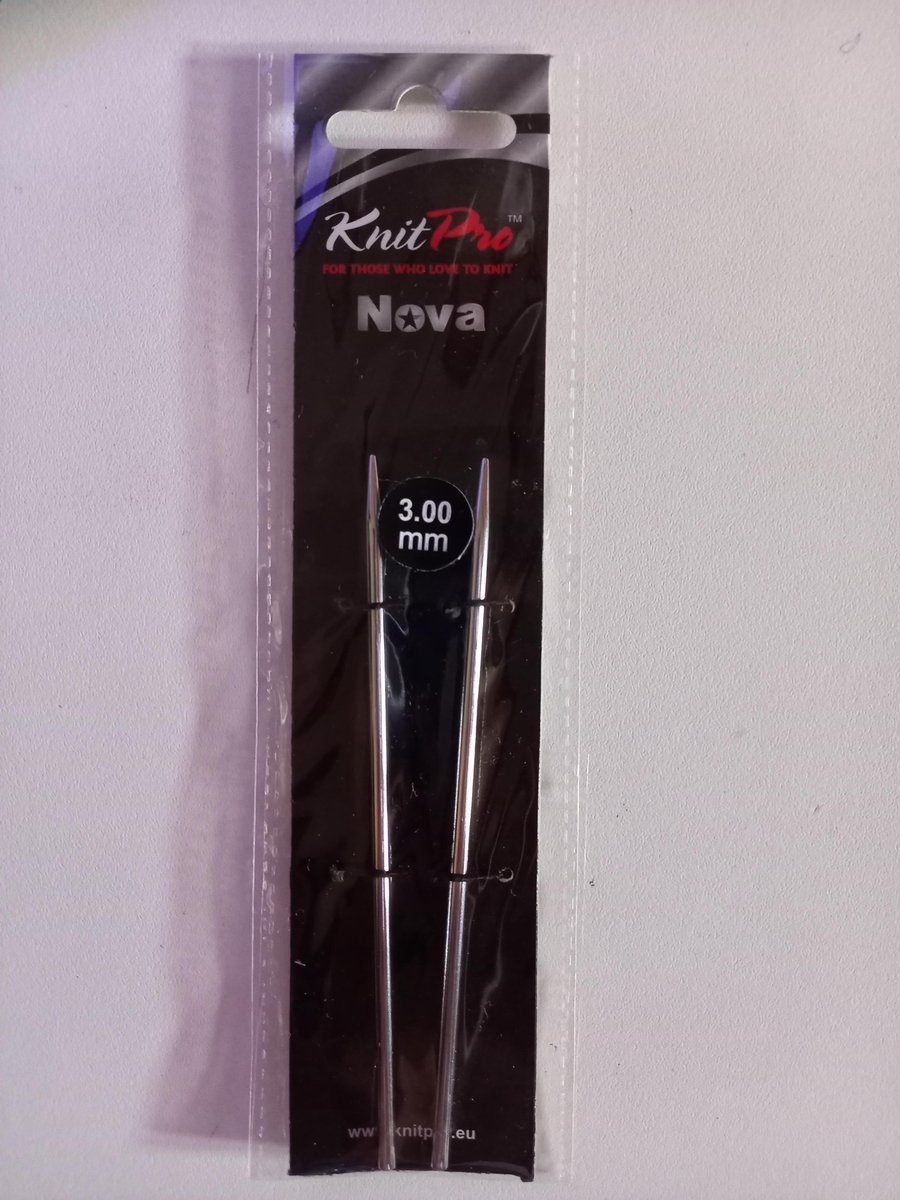 KnitPro™
FOR THOSE WHO LOVE TO KNIT
Nova
3.00
mm